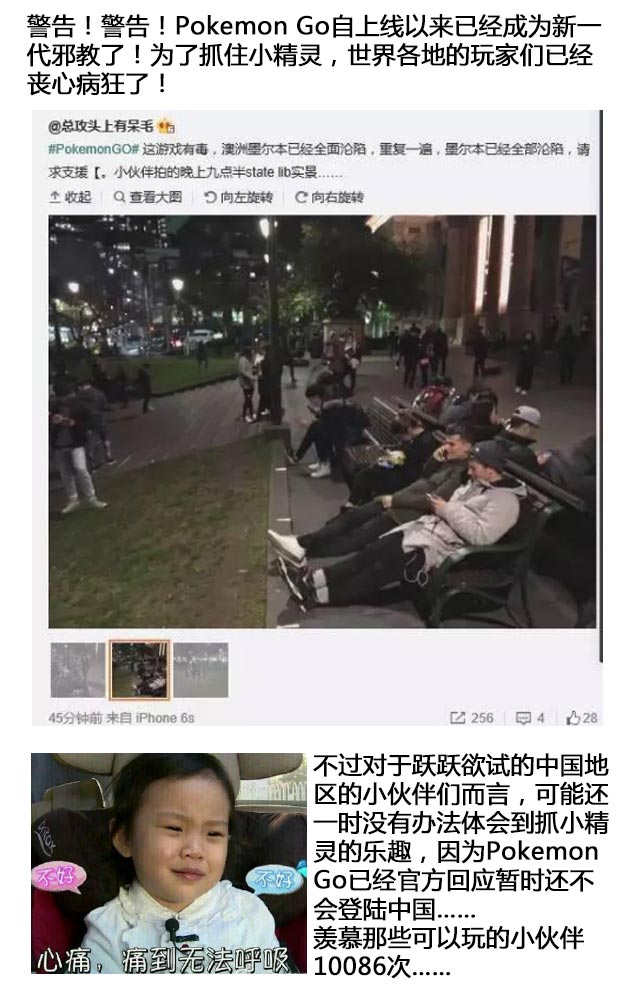 警告！警告！Pokemon Go自上线以来已经成为新一
代邪教了！为了抓住小精灵，世界各地的玩家们已经
丧心病狂了！
@总攻头上有呆毛
#PokemonGO# 这游戏有毒，澳洲墨尔本已经全面沦陷，重复一遍，墨尔本已经全部沦陷，请
求支援【。小伙伴拍的晚上九点半state lib实景……
收起 查看大图 向左旋转 向右旋转
45分钟前 来自 iPhone 6s 256 4 28
不好
不好
心痛，痛到无法呼吸
不过对于跃跃欲试的中国地
区的小伙伴们而言，可能还
一时没有办法体会到抓小精
灵的乐趣，因为Pokemon
Go已经官方回应暂时还不
会登陆中国……
羡慕那些可以玩的小伙伴
10086次……